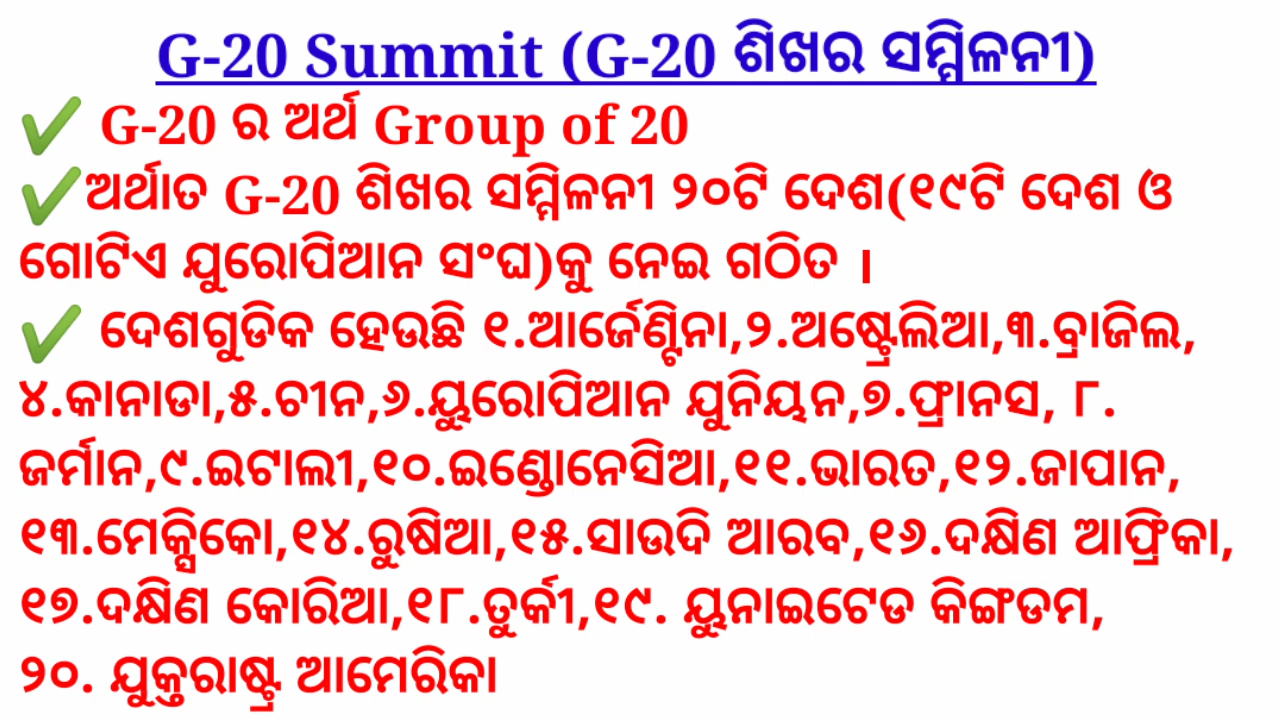 G-20 Summit (G-20 ଶିଖର ସମ୍ମିଳନୀ)
✔ G-20 ର ଅର୍ଥ Group of 20
✔ଅର୍ଥାତ G-20 ଶିଖର ସମ୍ମିଳନୀ ୨୦ଟି ଦେଶ(୧୯ଟି ଦେଶ ଓ
ଗୋଟିଏ ଯୁରୋପିଆନ ସଂଘ)କୁ ନେଇ ଗଠିତ ।
✔ ଦେଶଗୁଡିକ ହେଉଛି ୧.ଆର୍ଜେଣ୍ଟିନା,୨.ଅଷ୍ଟ୍ରେଲିଆ,୩.ବ୍ରାଜିଲ,
୪.କାନାଡା,୫.ଚୀନ,୬.ୟୁରୋପିଆନ ଯୁନିୟନ,୭.ଫ୍ରାନସ, ୮.
ଜର୍ମାନ,୯.ଇଟାଲୀ,୧୦.ଇଣ୍ଡୋନେସିଆ,୧୧.ଭାରତ,୧୨.ଜାପାନ,
୧୩.ମେକ୍ସିକୋ,୧୪.ରୁଷିଆ,୧୫.ସାଉଦି ଆରବ,୧୬.ଦକ୍ଷିଣ ଆଫ୍ରିକା,
୧୭.ଦକ୍ଷିଣ କୋରିଆ,୧୮.ତୁର୍କୀ,୧୯. ୟୁନାଇଟେଡ କିଙ୍ଗଡମ,
୨୦. ଯୁକ୍ତରାଷ୍ଟ୍ର ଆମେରିକା